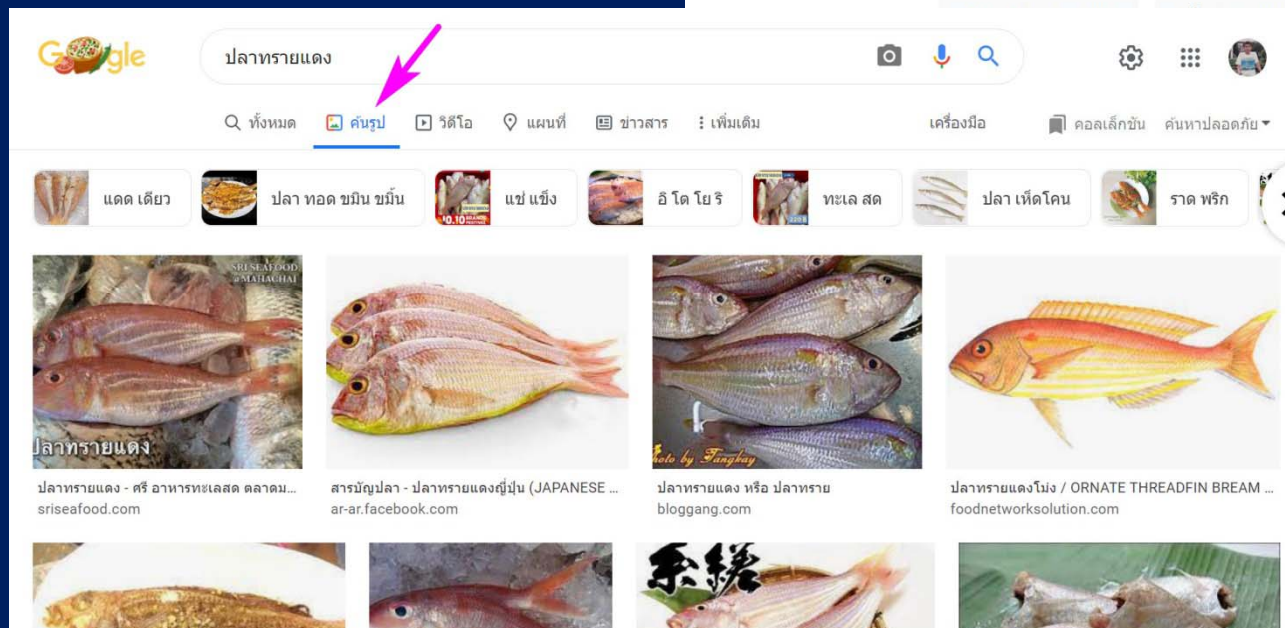 Google
ปลาทรายแดง
ทั้งหมด ค้นรูป วิดีโอ แผนที่ ข่าวสาร เพิ่มเติม เครื่องมือ คอลเล็กชัน ค้นหาปลอดภัย
แดด เดียว ปลา ทอด ขมิน ขมิ้น แช่ แข็ง อิ โต โย ริ ทะเล สด ปลา เห็ดโคน ราด พริก
SRI SEAFOOD
@MAHACHAI
ปลาทรายแดง
Photo by Tangkay
ปลาทรายแดง - ศรี อาหารทะเลสด ตลาดม... สารบัญปลา - ปลาทรายแดงญี่ปุ่น (JAPANESE ... ปลาทรายแดง หรือ ปลาทราย ปลาทรายแดงโม่ง / ORNATE THREADFIN BREAM ...
sriseafood.com ar-ar.facebook.com bloggang.com foodnetworksolution.com